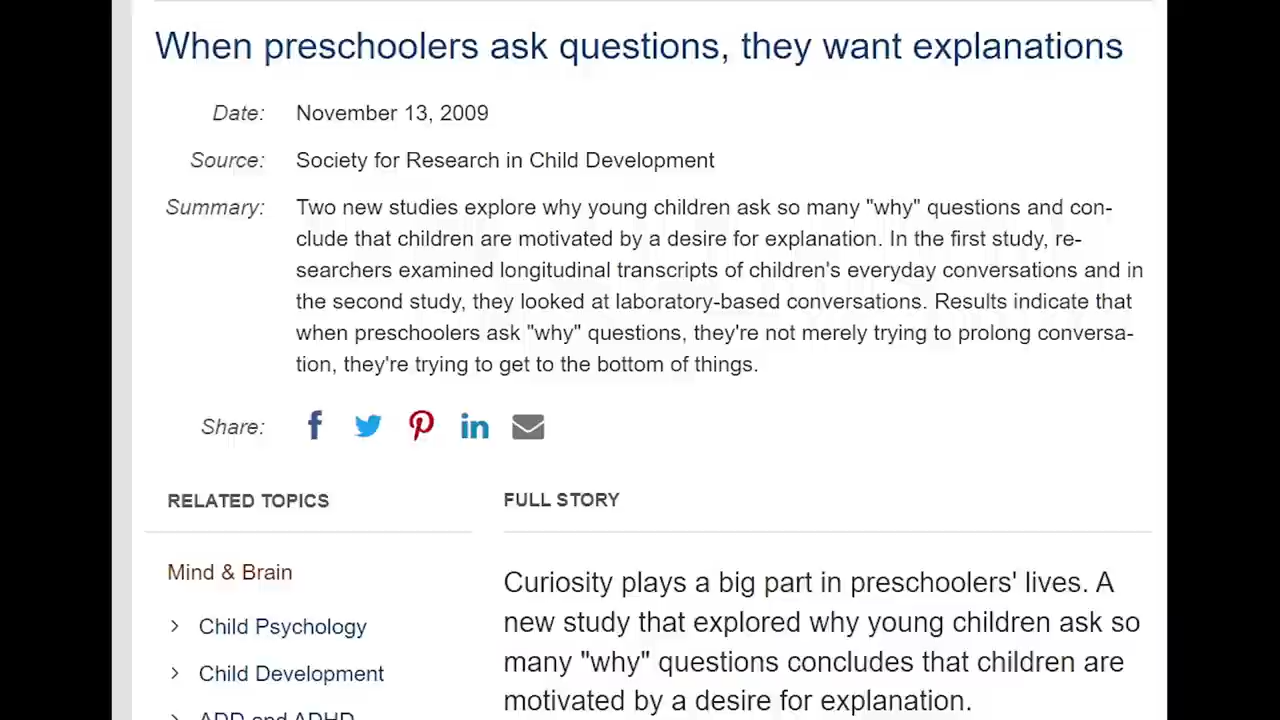 When preschoolers ask questions, they want explanations
Date: November 13, 2009
Source: Society for Research in Child Development
Summary: Two new studies explore why young children ask so many "why" questions and con-
clude that children are motivated by a desire for explanation. In the first study, re-
searchers examined longitudinal transcripts of children's everyday conversations and in
the second study, they looked at laboratory-based conversations. Results indicate that
when preschoolers ask "why" questions, they're not merely trying to prolong conversa-
tion, they're trying to get to the bottom of things.
Share:
RELATED TOPICS
Mind & Brain
Child Psychology
Child Development
ADD and ADHD
FULL STORY
Curiosity plays a big part in preschoolers' lives. A
new study that explored why young children ask so
many "why" questions concludes that children are
motivated by a desire for explanation.